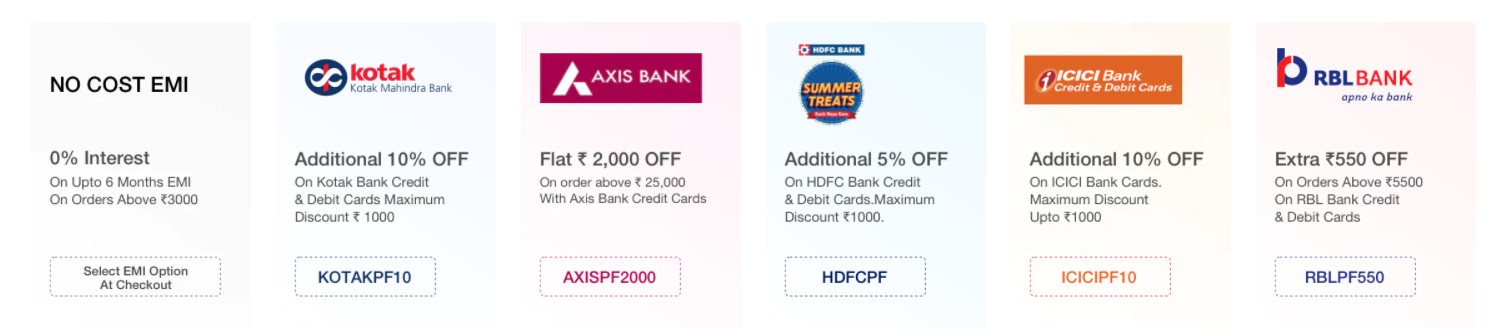 NO COST EMI
0% Interest
On Upto 6 Months EMI
On Orders Above ₹3000
Select EMI Option
At Checkout
kotak
Kotak Mahindra Bank
Additional 10% OFF
On Kotak Bank Credit
& Debit Cards Maximum
Discount ₹ 1000
KOTAKPF10
AXIS BANK
Flat ₹ 2,000 OFF
On order above ₹ 25,000
With Axis Bank Credit Cards
AXISPF2000
HDFC BANK
SUMMER
TREATS
Additional 5% OFF
On HDFC Bank Credit
& Debit Cards.Maximum
Discount ₹1000.
HDFCPF
ICICI Bank
Credit & Debit Cards
Additional 10% OFF
On ICICI Bank Cards.
Maximum Discount
Upto ₹1000
ICICIPF10
RBLBANK
apno ka bank
Extra ₹550 OFF
On Orders Above ₹5500
On RBL Bank Credit
& Debit Cards
RBLPF550